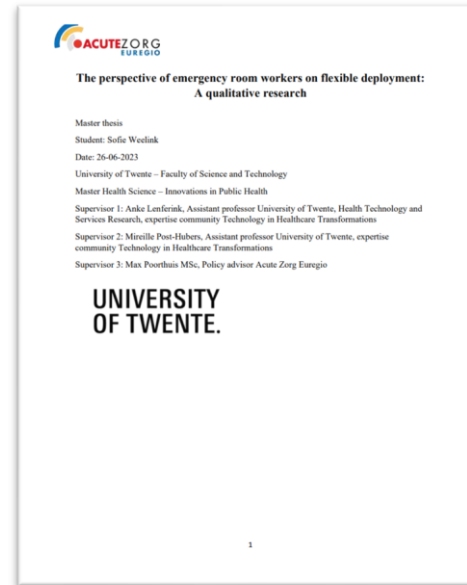 ACUTEZORG
EUREGIO
The perspective of emergency room workers on flexible deployment:
A qualitative research
Master thesis
Student: Sofie Weelink
Date: 26-06-2023
University of Twente – Faculty of Science and Technology
Master Health Science – Innovations in Public Health
Supervisor 1: Anke Lenferink, Assistant professor University of Twente, Health Technology and
Services Research, expertise community Technology in Healthcare Transformations
Supervisor 2: Mireille Post-Hubers, Assistant professor University of Twente, expertise
community Technology in Healthcare Transformations
Supervisor 3: Max Poorthuis MSc, Policy advisor Acute Zorg Euregio
UNIVERSITY
OF TWENTE.
1